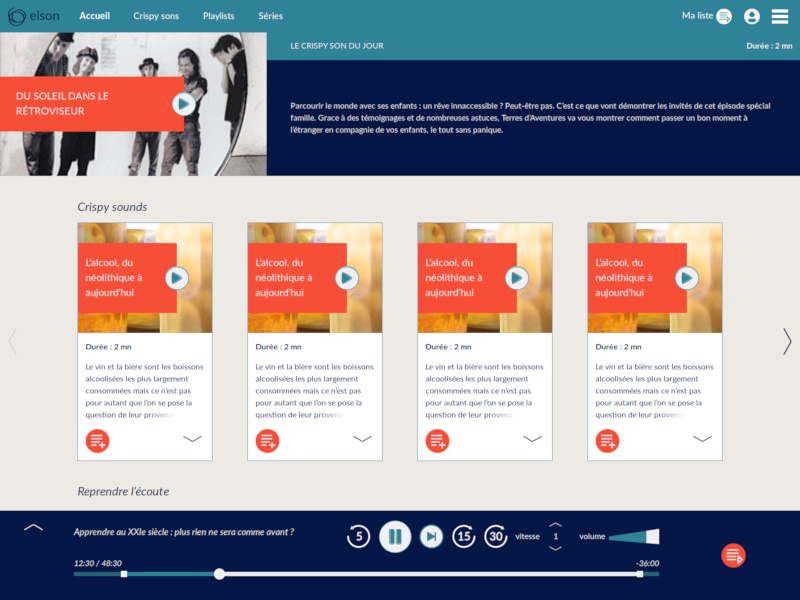 elson
Accueil
Crispy sons
Playlists
Séries
Ma liste
LE CRISPY SON DU JOUR
Durée : 2 mn
DU SOLEIL DANS LE
RÉTROVISEUR
Parcourir le monde avec ses enfants : un rêve innaccessible ? Peut-être pas. C'est ce que vont démontrer les invités de cet épisode spécial
famille. Grace à des témoignages et de nombreuses astuces, Terres d'Aventures va vous montrer comment passer un bon moment à
l'étranger en compagnie de vos enfants, le tout sans panique.
Crispy sounds
L'alcool, du
néolithique à
aujourd'hui
Durée : 2 mn
Le vin et la bière sont les boissons
alcoolisées les plus largement
consommées mais ce n'est pas
pour autant que l'on se pose la
question de leur provena
L'alcool, du
néolithique à
aujourd'hui
Durée : 2 mn
Le vin et la bière sont les boissons
alcoolisées les plus largement
consommées mais ce n'est pas
pour autant que l'on se pose la
question de leur provena
L'alcool, du
néolithique à
aujourd'hui
Durée : 2 mn
Le vin et la bière sont les boissons
alcoolisées les plus largement
consommées mais ce n'est pas
pour autant que l'on se pose la
question de leur provena
L'alcool, du
néolithique à
aujourd'hui
Durée : 2 mn
Le vin et la bière sont les boissons
alcoolisées les plus largement
consommées mais ce n'est pas
pour autant que l'on se pose la
question de leur provena
Reprendre l'écoute
Apprendre au XXIe siècle : plus rien ne sera comme avant ?
5
15
30
vitesse
1
volume
12:30 / 48:30
-36:00